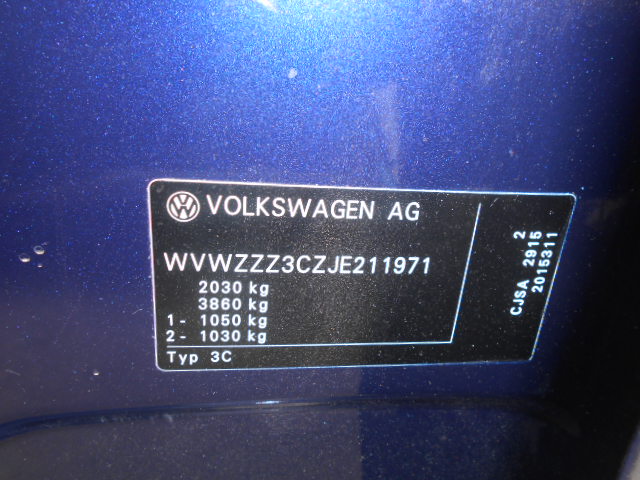 VOLKSWAGEN AG
WVWZZZ3CZJE211971
2030 kg
3860 kg
1- 1050 kg
2- 1030 kg
Typ 3C
2
CJSA 2915
2015311